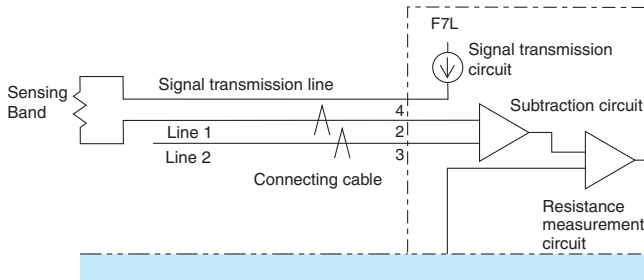 F7L
Signal transmission
circuit
Sensing
Band
Signal transmission line
4
Subtraction circuit
Line 1
2
Line 2
3
Connecting cable
Resistance
measurement
circuit